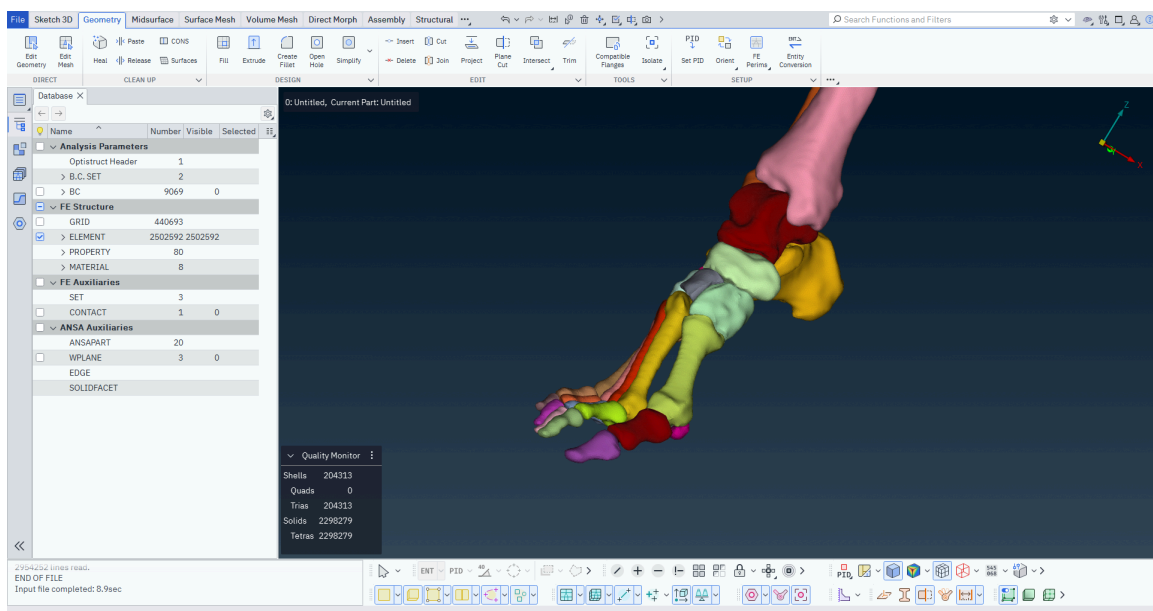 File Sketch 3D Geometry Midsurface Surface Mesh Volume Mesh Direct Morph Assembly Structural Search Functions and Filters
Edit Geometry Edit Mesh Heal Paste Release CONS Surfaces Fill Extrude Create Fillet Open Hole Simplify Insert Delete Cut Join Project Plane Cut Intersect Trim Compatible Flanges Isolate PID Set PID Orient FE Perims. Entity Conversion
DIRECT CLEAN UP DESIGN EDIT TOOLS SETUP
Database
0: Untitled, Current Part: Untitled
Name Number Visible Selected
Analysis Parameters
Optistruct Header 1
B.C. SET 2
BC 9069 0
FE Structure
GRID 440693
ELEMENT 2502592 2502592
PROPERTY 80
MATERIAL 8
FE Auxiliaries
SET 3
CONTACT 1 0
ANSA Auxiliaries
ANSAPART 20
WPLANE 3 0
EDGE
SOLIDFACET
Z
Y
X
Quality Monitor
Shells 204313
Quads 0
Trias 204313
Solids 2298279
Tetras 2298279
2954252 lines read.
END OF FILE
Input file completed: 8.9sec
ENT PID 40 PID